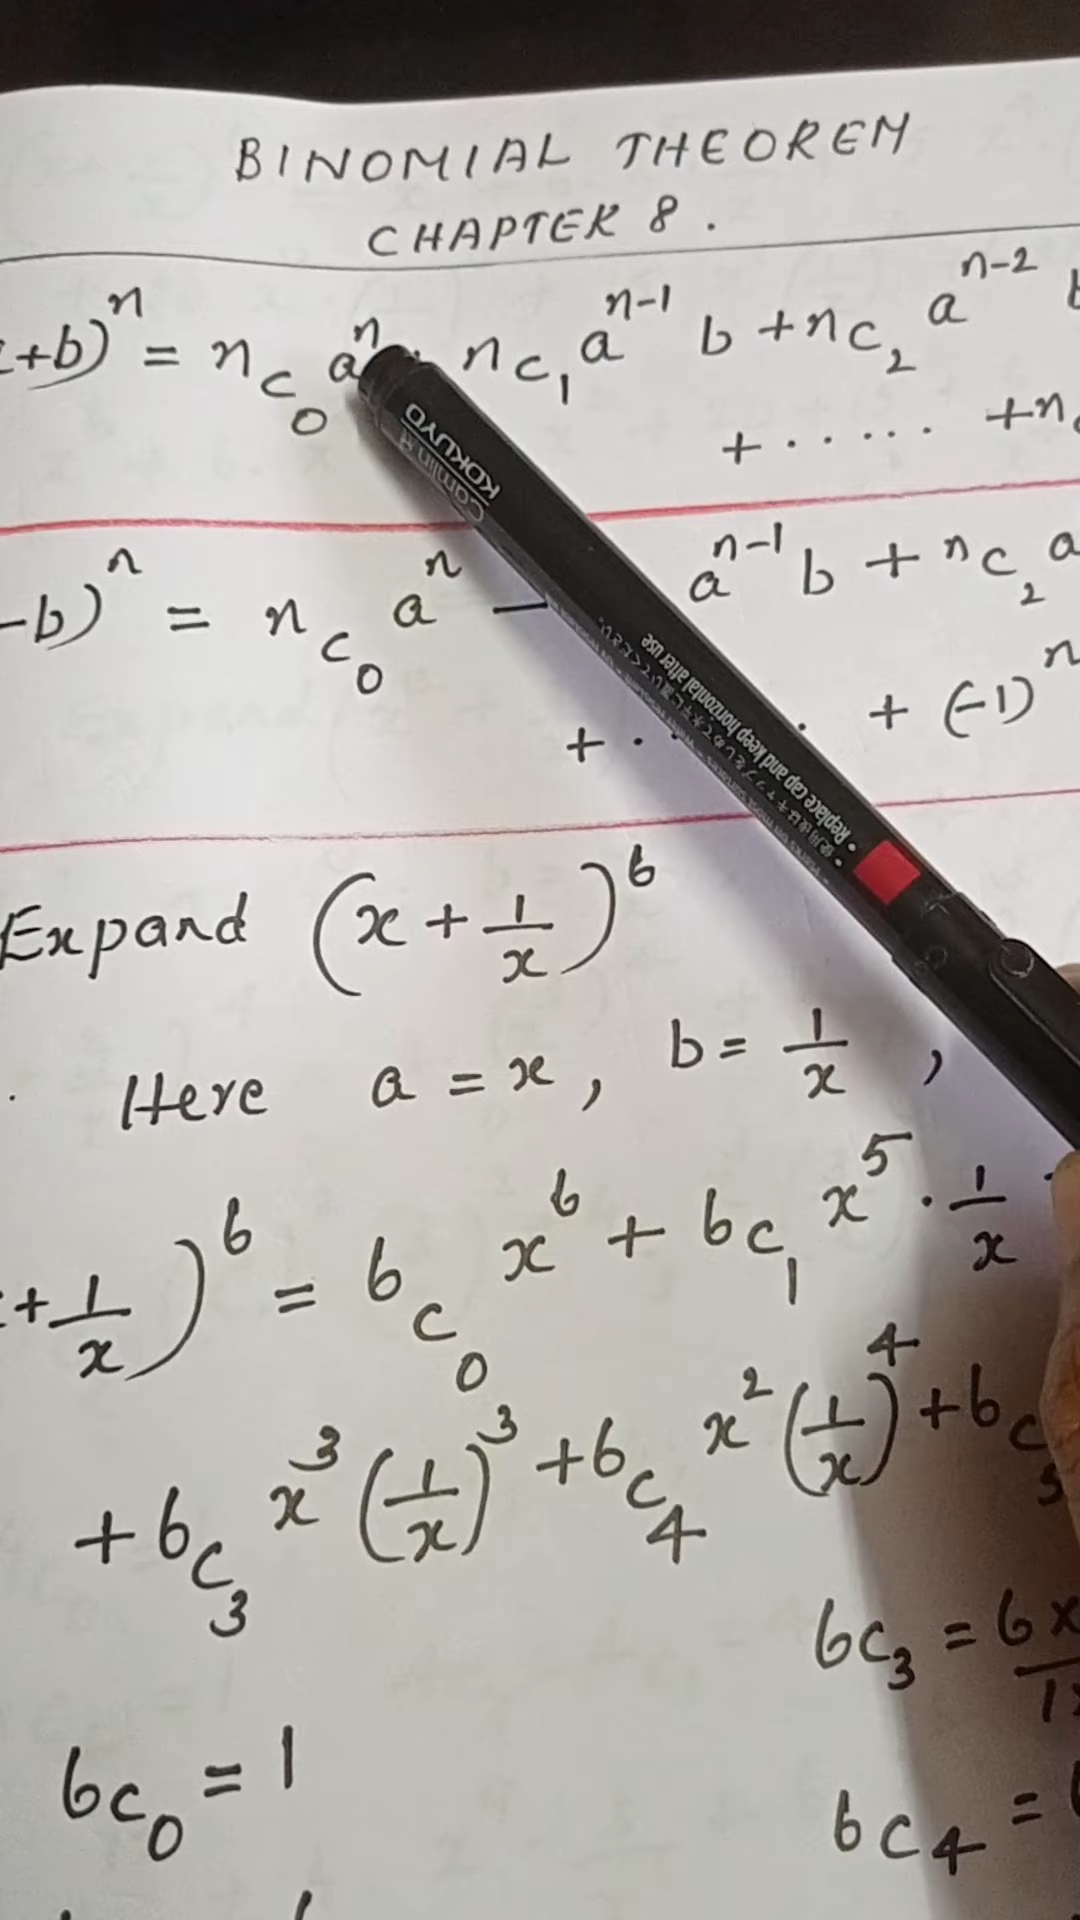 BINOMIAL THEOREM
CHAPTER 8.
+b)^n = nC₀ a^n nC₁ a^(n-1) b + nC₂ a^(n-2)
+ ...... + n
-b)^n = nC₀ a^n - a^(n-1) b + nC₂ a
+ . . + (-1)^n
Expand (x + 1/x)^6
Here a = x, b = 1/x ,
+ 1/x)^6 = 6C₀ x^6 + 6C₁ x^5 · 1/x
+ 6C₃ x^3 (1/x)^3 + 6C₄ x^2 (1/x)^4 + 6C₅
6C₃ = 6x
6C₀ = 1
6C₄ =
KOKUYO
Camlin
• Replace cap and keep horizontal after use